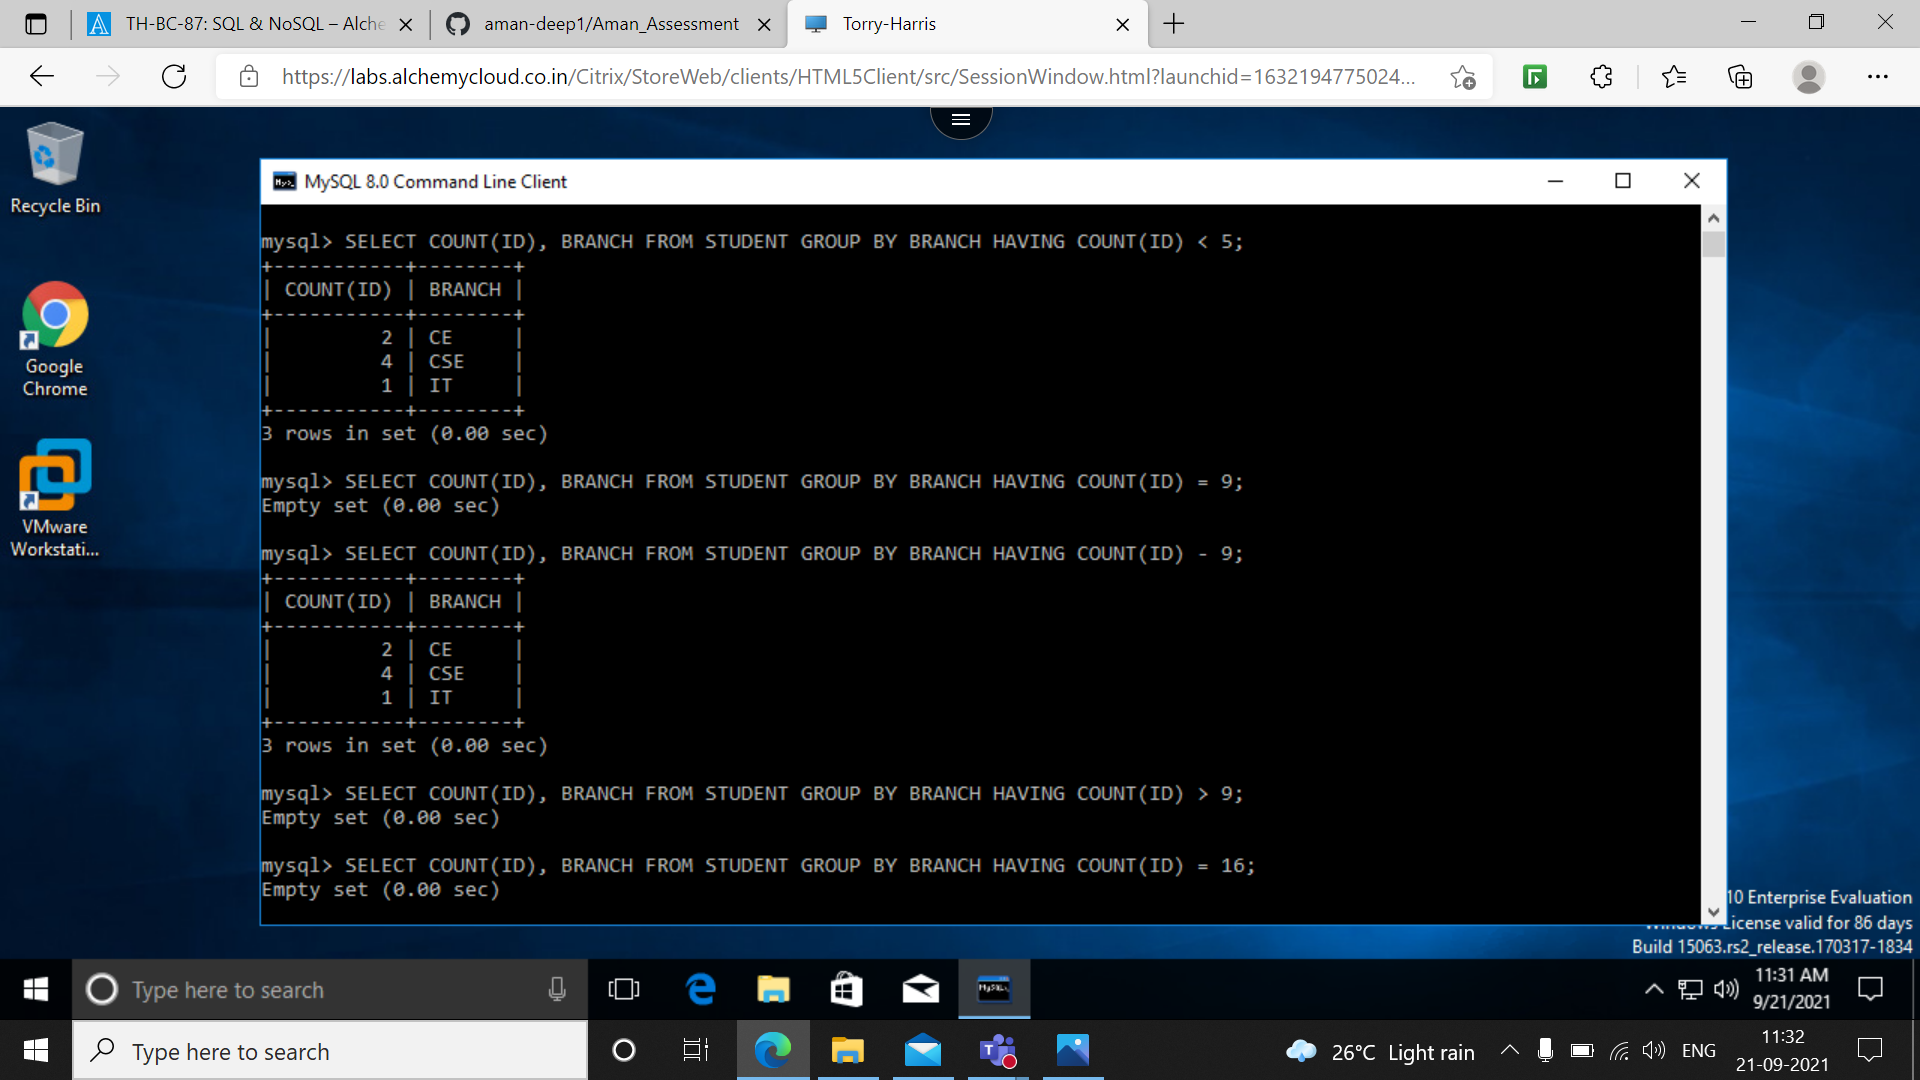 TH-BC-87: SQL & NoSQL – Alche
aman-deep1/Aman_Assessment
Torry-Harris
https://labs.alchemycloud.co.in/Citrix/StoreWeb/clients/HTML5Client/src/SessionWindow.html?launchid=1632194775024...
Recycle Bin
Google
Chrome
VMware
Workstati...
MySQL 8.0 Command Line Client
mysql> SELECT COUNT(ID), BRANCH FROM STUDENT GROUP BY BRANCH HAVING COUNT(ID) < 5;
+-----------+--------+
| COUNT(ID) | BRANCH |
+-----------+--------+
|         2 | CE     |
|         4 | CSE    |
|         1 | IT     |
+-----------+--------+
3 rows in set (0.00 sec)
mysql> SELECT COUNT(ID), BRANCH FROM STUDENT GROUP BY BRANCH HAVING COUNT(ID) = 9;
Empty set (0.00 sec)
mysql> SELECT COUNT(ID), BRANCH FROM STUDENT GROUP BY BRANCH HAVING COUNT(ID) - 9;
+-----------+--------+
| COUNT(ID) | BRANCH |
+-----------+--------+
|         2 | CE     |
|         4 | CSE    |
|         1 | IT     |
+-----------+--------+
3 rows in set (0.00 sec)
mysql> SELECT COUNT(ID), BRANCH FROM STUDENT GROUP BY BRANCH HAVING COUNT(ID) > 9;
Empty set (0.00 sec)
mysql> SELECT COUNT(ID), BRANCH FROM STUDENT GROUP BY BRANCH HAVING COUNT(ID) = 16;
Empty set (0.00 sec)
10 Enterprise Evaluation
Windows License valid for 86 days
Build 15063.rs2_release.170317-1834
Type here to search
11:31 AM
9/21/2021
Type here to search
26°C Light rain
ENG
11:32
21-09-2021